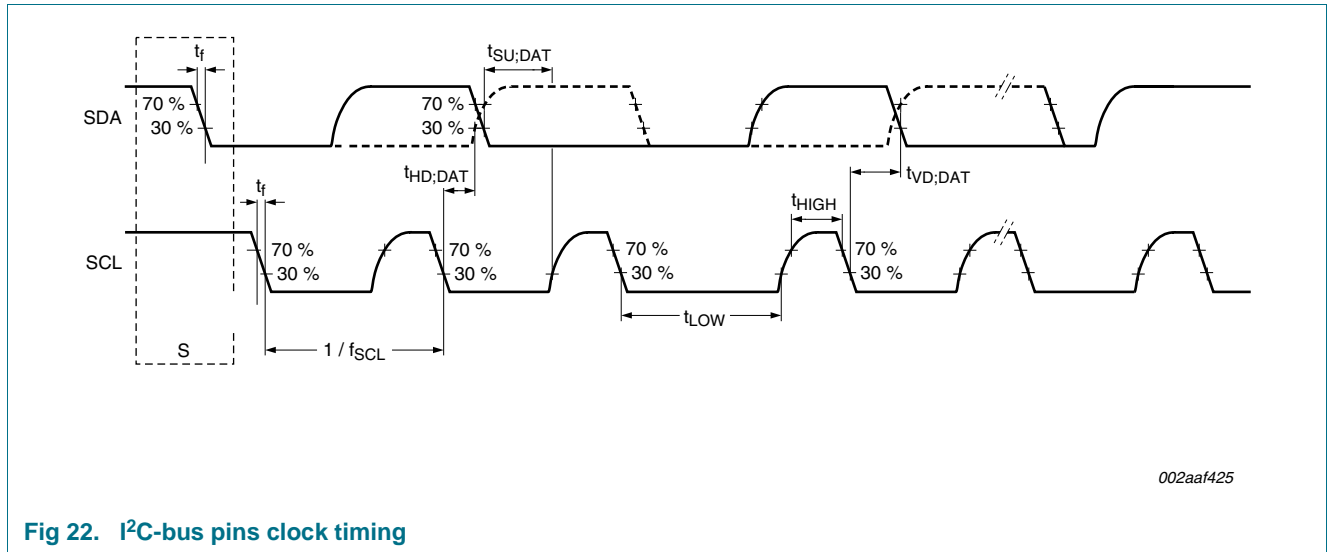 tf
tSU;DAT
70 %
30 %
SDA
70 %
30 %
tHD;DAT
tVD;DAT
tf
tHIGH
SCL
70 %
30 %
70 %
30 %
70 %
30 %
70 %
30 %
tLOW
S
1 / fSCL
002aaf425
Fig 22. I²C-bus pins clock timing